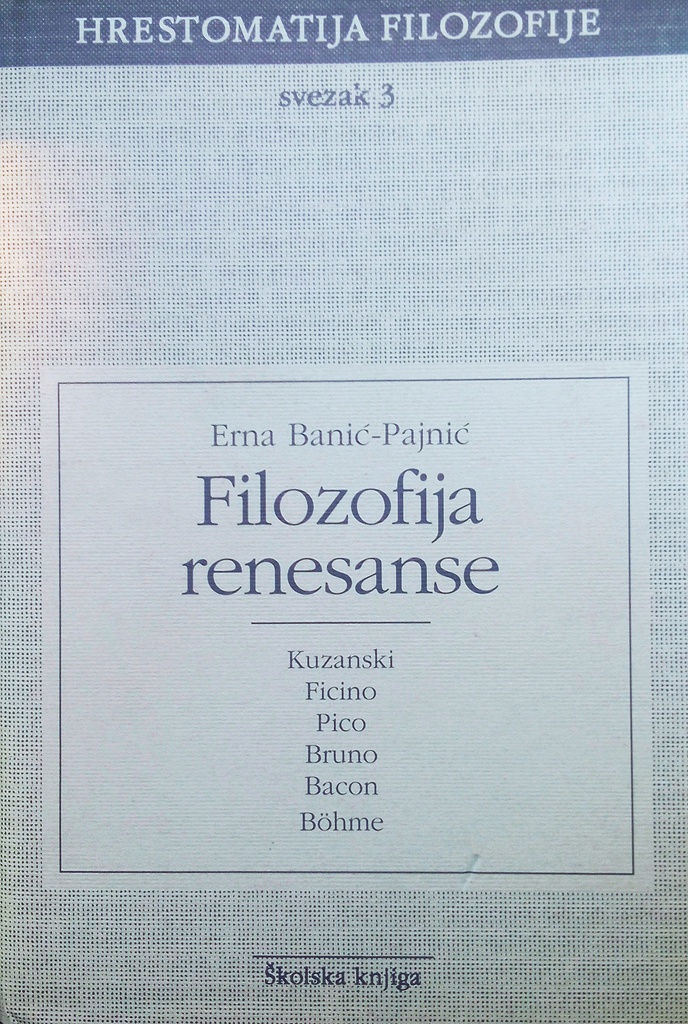 HRESTOMATIJA FILOZOFIJE
svezak 3
Erna Banić-Pajnić
Filozofija
renesanse
Kuzanski
Ficino
Pico
Bruno
Bacon
Böhme
Školska knjiga